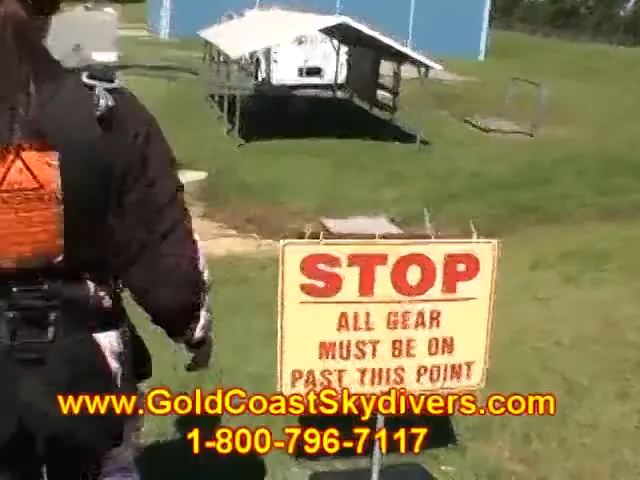 STOP
ALL GEAR
MUST BE ON
PAST THIS POINT
www.GoldCoastSkydivers.com
1-800-796-7117